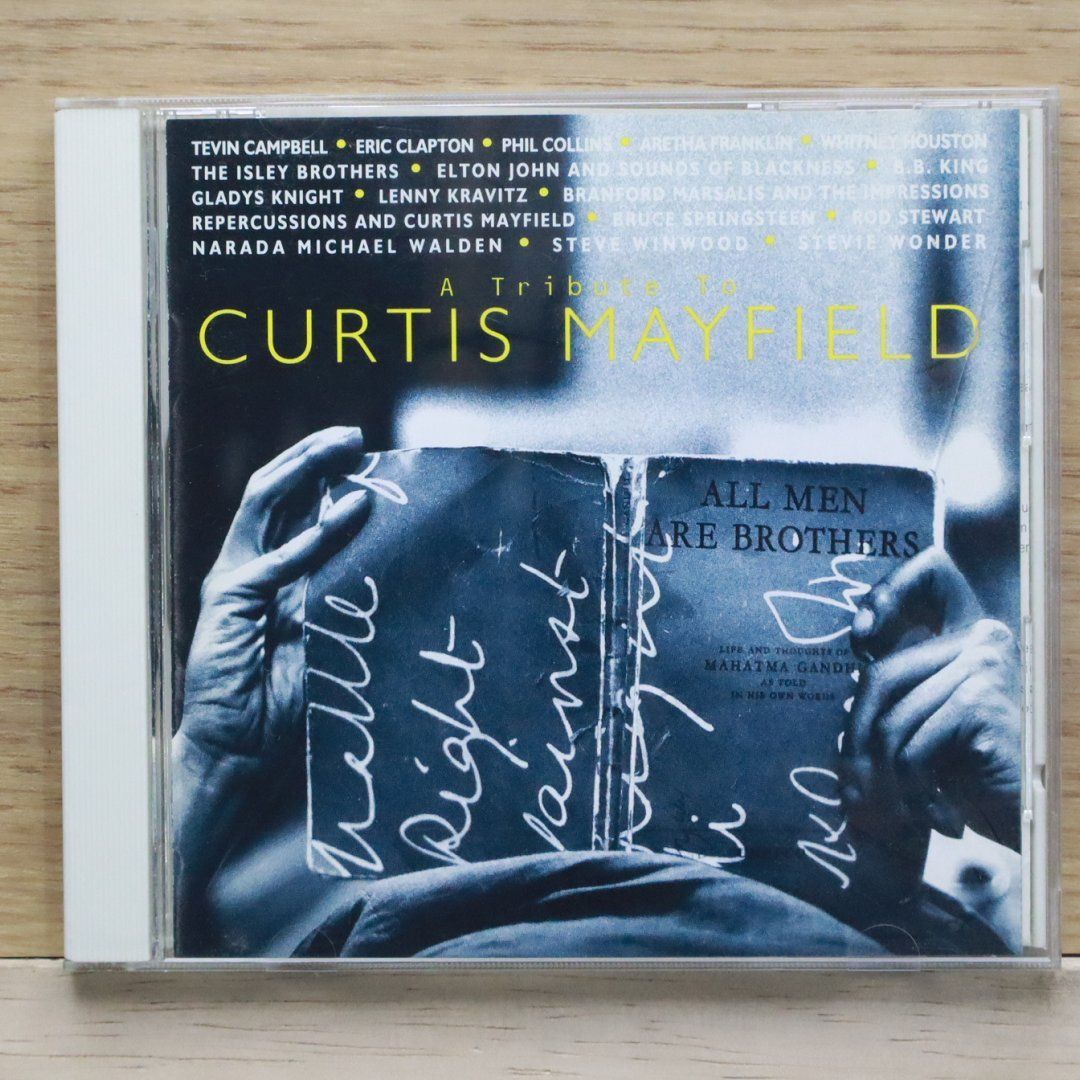 TEVIN CAMPBELL • ERIC CLAPTON • PHIL COLLINS • ARETHA FRANKLIN • WHITNEY HOUSTON
THE ISLEY BROTHERS • ELTON JOHN AND SOUNDS OF BLACKNESS • B.B. KING
GLADYS KNIGHT • LENNY KRAVITZ • BRANFORD MARSALIS AND THE IMPRESSIONS
REPERCUSSIONS AND CURTIS MAYFIELD • BRUCE SPRINGSTEEN • ROD STEWART
NARADA MICHAEL WALDEN • STEVE WINWOOD • STEVIE WONDER
A Tribute To
CURTIS MAYFIELD
ALL MEN
ARE BROTHERS
LIFE AND THOUGHTS OF
MAHATMA GANDHI
AS TOLD
IN HIS OWN WORDS
Right